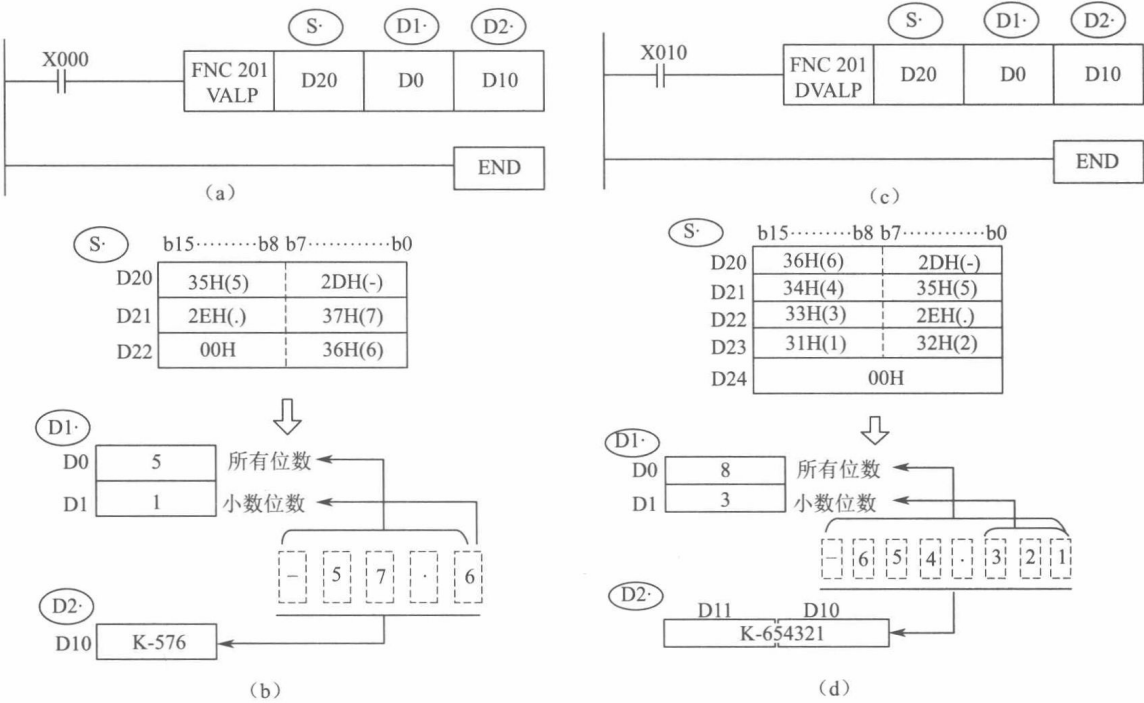 S· D1· D2·
X000
FNC 201 VALP D20 D0 D10
END
(a)
S· b15·········b8 b7···········b0
D20 35H(5) 2DH(-)
D21 2EH(.) 37H(7)
D22 00H 36H(6)
D1·
D0 5 所有位数
D1 1 小数位数
- 5 7 · 6
D2·
D10 K-576
(b)
S· D1· D2·
X010
FNC 201 DVALP D20 D0 D10
END
(c)
S· b15·········b8 b7···········b0
D20 36H(6) 2DH(-)
D21 34H(4) 35H(5)
D22 33H(3) 2EH(.)
D23 31H(1) 32H(2)
D24 00H
D1·
D0 8 所有位数
D1 3 小数位数
- 6 5 4 · 3 2 1
D2·
D11 D10
K-654321
(d)